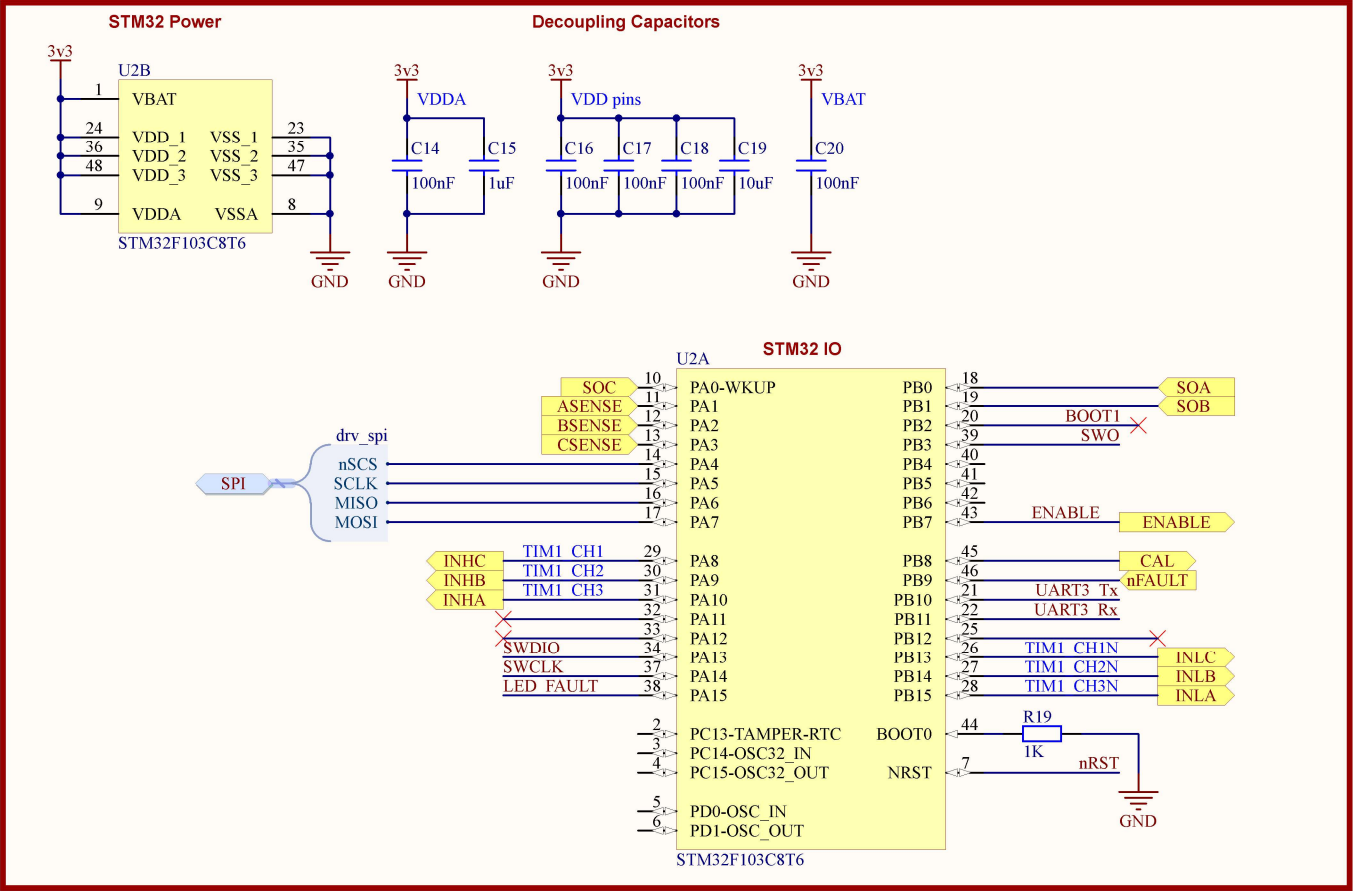 STM32 Power
Decoupling Capacitors
3v3
U2B
1
VBAT
24
VDD_1
VSS_1
23
36
VDD_2
VSS_2
35
48
VDD_3
VSS_3
47
9
VDDA
VSSA
8
STM32F103C8T6
GND
3v3
VDDA
C14
100nF
C15
1uF
GND
3v3
VDD pins
C16
100nF
C17
100nF
C18
100nF
C19
10uF
GND
3v3
VBAT
C20
100nF
GND
STM32 IO
U2A
SOC
10
PA0-WKUP
ASENSE
11
PA1
BSENSE
12
PA2
CSENSE
13
PA3
drv_spi
SPI
nSCS
14
PA4
SCLK
15
PA5
MISO
16
PA6
MOSI
17
PA7
INHC
TIM1_CH1
29
PA8
INHB
TIM1_CH2
30
PA9
INHA
TIM1_CH3
31
PA10
32
PA11
33
PA12
SWDIO
34
PA13
SWCLK
37
PA14
LED_FAULT
38
PA15
2
PC13-TAMPER-RTC
3
PC14-OSC32_IN
4
PC15-OSC32_OUT
5
PD0-OSC_IN
6
PD1-OSC_OUT
STM32F103C8T6
PB0
18
SOA
PB1
19
SOB
PB2
20
BOOT1
PB3
39
SWO
PB4
40
PB5
41
PB6
42
PB7
43
ENABLE
ENABLE
PB8
45
CAL
PB9
46
nFAULT
PB10
21
UART3_Tx
PB11
22
UART3_Rx
PB12
25
PB13
26
TIM1_CH1N
INLC
PB14
27
TIM1_CH2N
INLB
PB15
28
TIM1_CH3N
INLA
BOOT0
44
R19
1K
NRST
7
nRST
GND